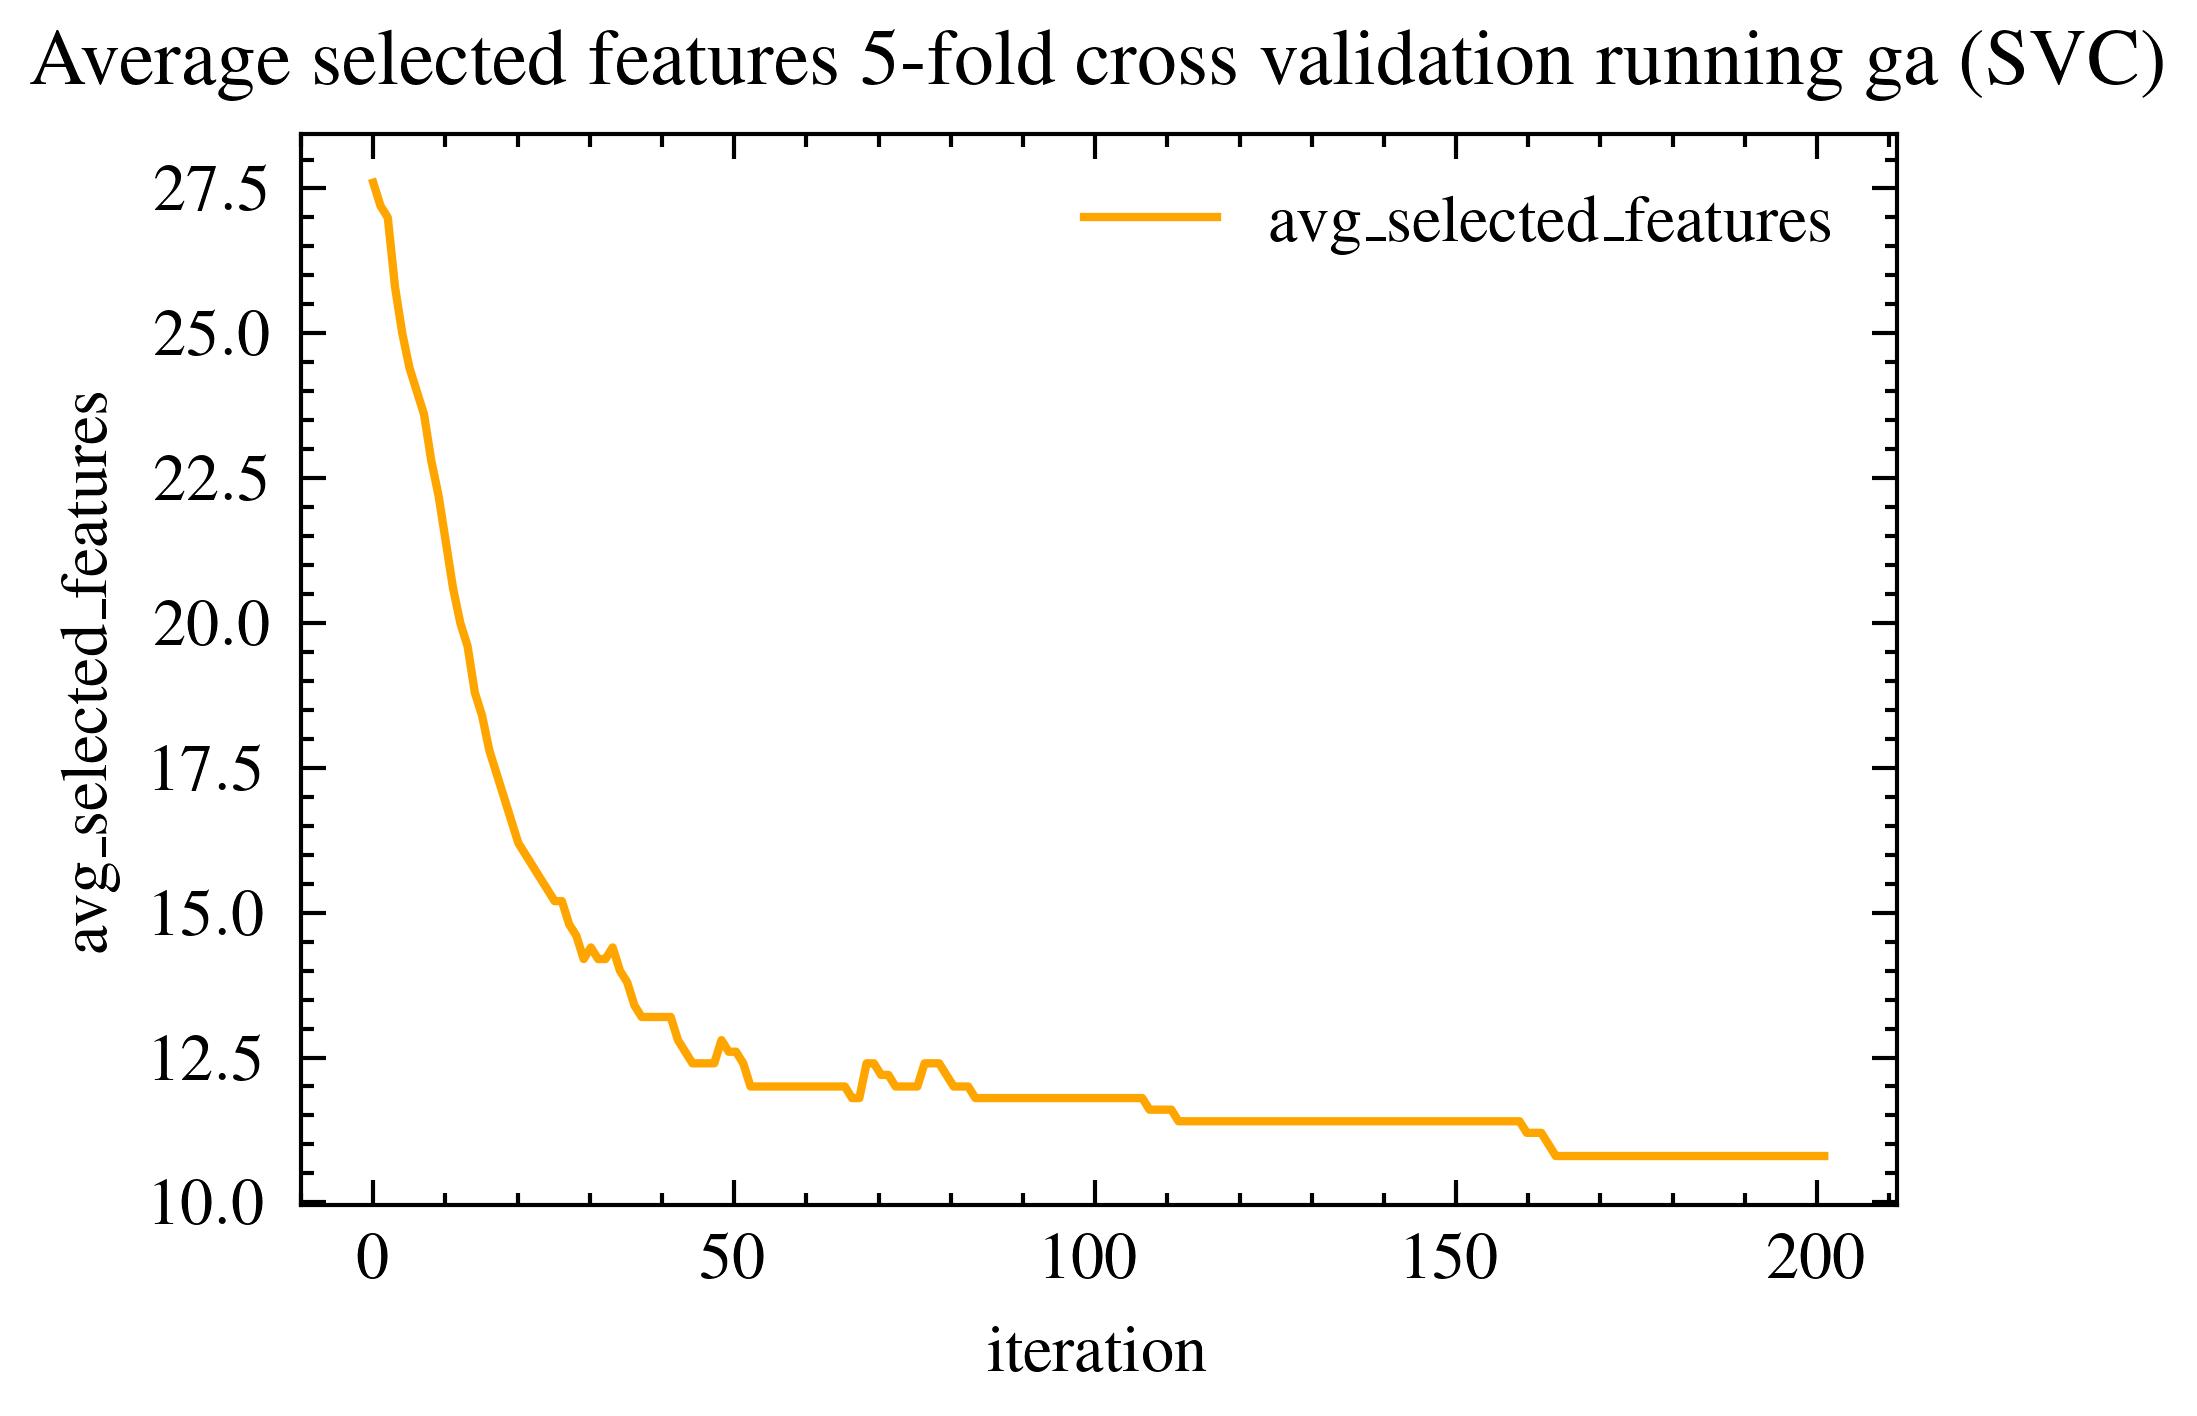 Average selected features 5-fold cross validation running ga (SVC)
avg_selected_features
27.5
25.0
22.5
20.0
17.5
15.0
12.5
10.0
avg_selected_features
0 50 100 150 200
iteration